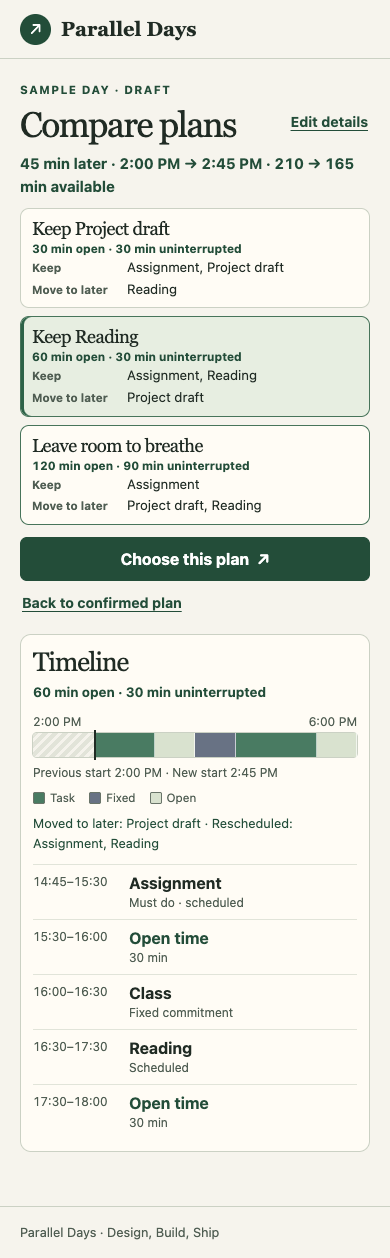 Parallel Days
SAMPLE DAY · DRAFT
Compare plans
Edit details
45 min later · 2:00 PM → 2:45 PM · 210 → 165
min available
Keep Project draft
30 min open · 30 min uninterrupted
Keep Assignment, Project draft
Move to later Reading
Keep Reading
60 min open · 30 min uninterrupted
Keep Assignment, Reading
Move to later Project draft
Leave room to breathe
120 min open · 90 min uninterrupted
Keep Assignment
Move to later Project draft, Reading
Choose this plan ↗
Back to confirmed plan
Timeline
60 min open · 30 min uninterrupted
2:00 PM 6:00 PM
Previous start 2:00 PM · New start 2:45 PM
Task Fixed Open
Moved to later: Project draft · Rescheduled:
Assignment, Reading
14:45–15:30 Assignment
Must do · scheduled
15:30–16:00 Open time
30 min
16:00–16:30 Class
Fixed commitment
16:30–17:30 Reading
Scheduled
17:30–18:00 Open time
30 min
Parallel Days · Design, Build, Ship